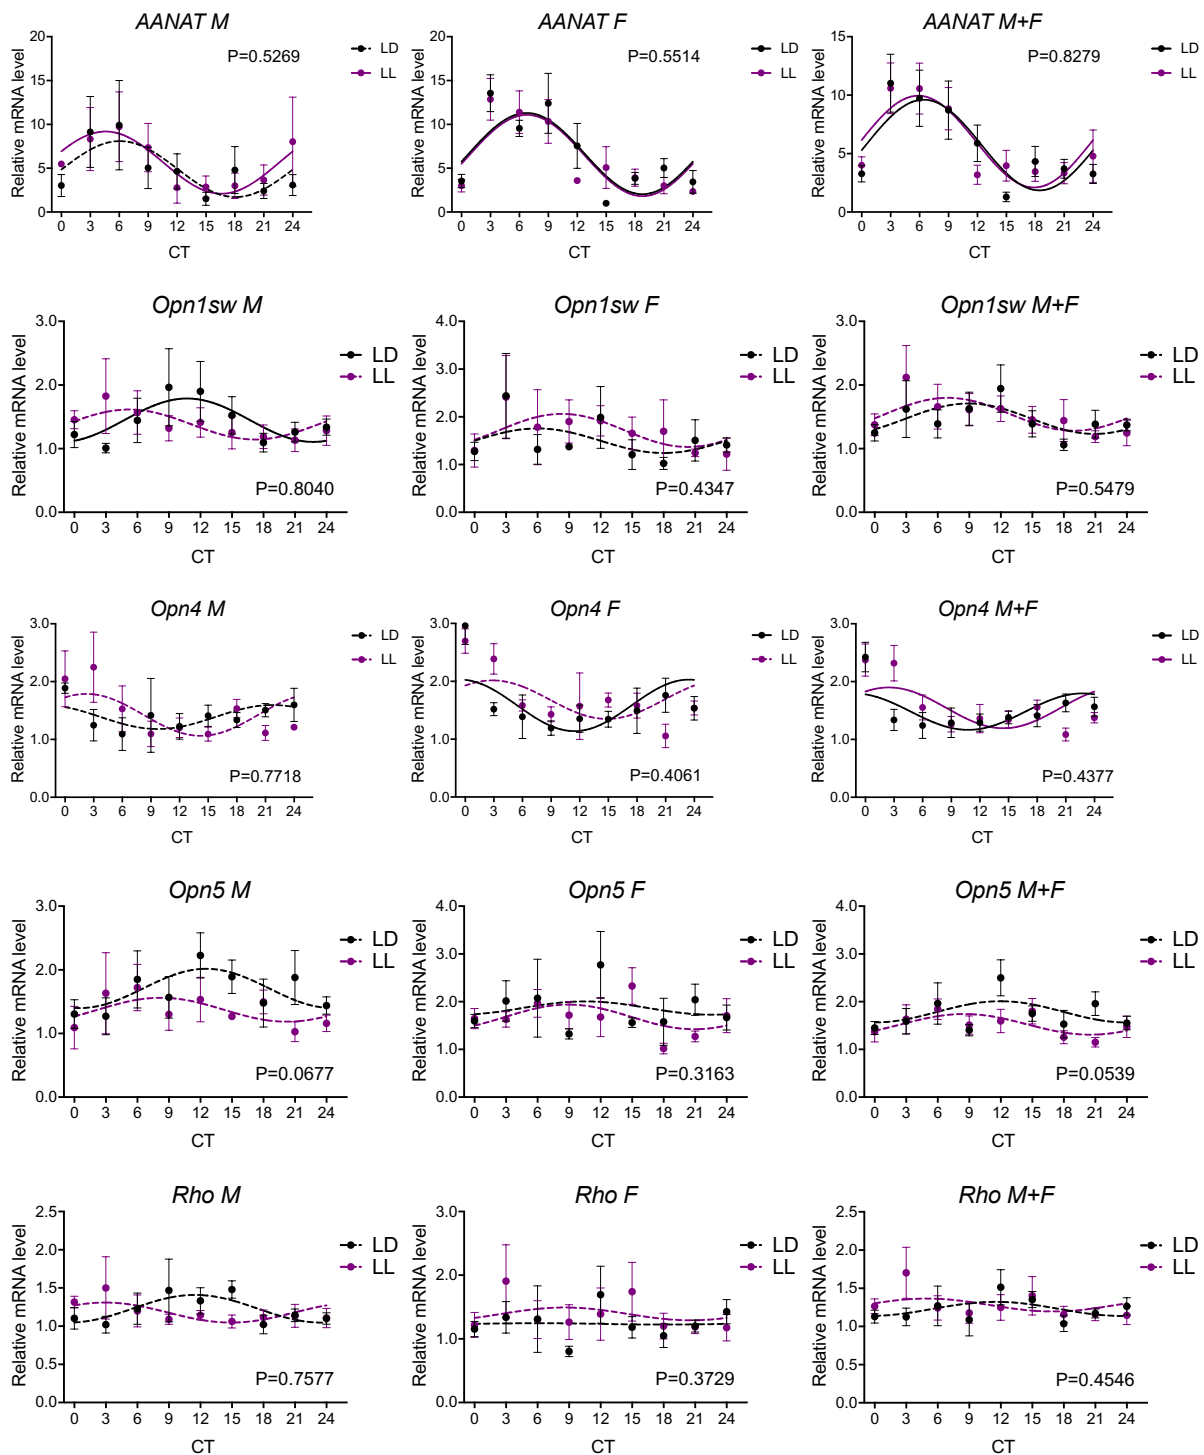 AANAT M
AANAT F
AANAT M+F
Relative mRNA level
20
15
10
5
0
P=0.5269
LD
LL
0 3 6 9 12 15 18 21 24
CT
Relative mRNA level
20
15
10
5
0
P=0.5514
LD
LL
0 3 6 9 12 15 18 21 24
CT
Relative mRNA level
15
10
5
0
P=0.8279
LD
LL
0 3 6 9 12 15 18 21 24
CT
Opn1sw M
Opn1sw F
Opn1sw M+F
Relative mRNA level
3.0
2.0
1.0
0.0
LD
LL
P=0.8040
0 3 6 9 12 15 18 21 24
CT
Relative mRNA level
4.0
3.0
2.0
1.0
0.0
LD
LL
P=0.4347
0 3 6 9 12 15 18 21 24
CT
Relative mRNA level
3.0
2.0
1.0
0.0
LD
LL
P=0.5479
0 3 6 9 12 15 18 21 24
CT
Opn4 M
Opn4 F
Opn4 M+F
Relative mRNA level
3.0
2.0
1.0
0.0
LD
LL
P=0.7718
0 3 6 9 12 15 18 21 24
CT
Relative mRNA level
3.0
2.0
1.0
0.0
LD
LL
P=0.4061
0 3 6 9 12 15 18 21 24
CT
Relative mRNA level
3.0
2.0
1.0
0.0
LD
LL
P=0.4377
0 3 6 9 12 15 18 21 24
CT
Opn5 M
Opn5 F
Opn5 M+F
Relative mRNA level
3.0
2.0
1.0
0.0
LD
LL
P=0.0677
0 3 6 9 12 15 18 21 24
CT
Relative mRNA level
4.0
3.0
2.0
1.0
0.0
LD
LL
P=0.3163
0 3 6 9 12 15 18 21 24
CT
Relative mRNA level
4.0
3.0
2.0
1.0
0.0
LD
LL
P=0.0539
0 3 6 9 12 15 18 21 24
CT
Rho M
Rho F
Rho M+F
Relative mRNA level
2.5
2.0
1.5
1.0
0.5
0.0
LD
LL
P=0.7577
0 3 6 9 12 15 18 21 24
CT
Relative mRNA level
3.0
2.0
1.0
0.0
LD
LL
P=0.3729
0 3 6 9 12 15 18 21 24
CT
Relative mRNA level
2.5
2.0
1.5
1.0
0.5
0.0
LD
LL
P=0.4546
0 3 6 9 12 15 18 21 24
CT